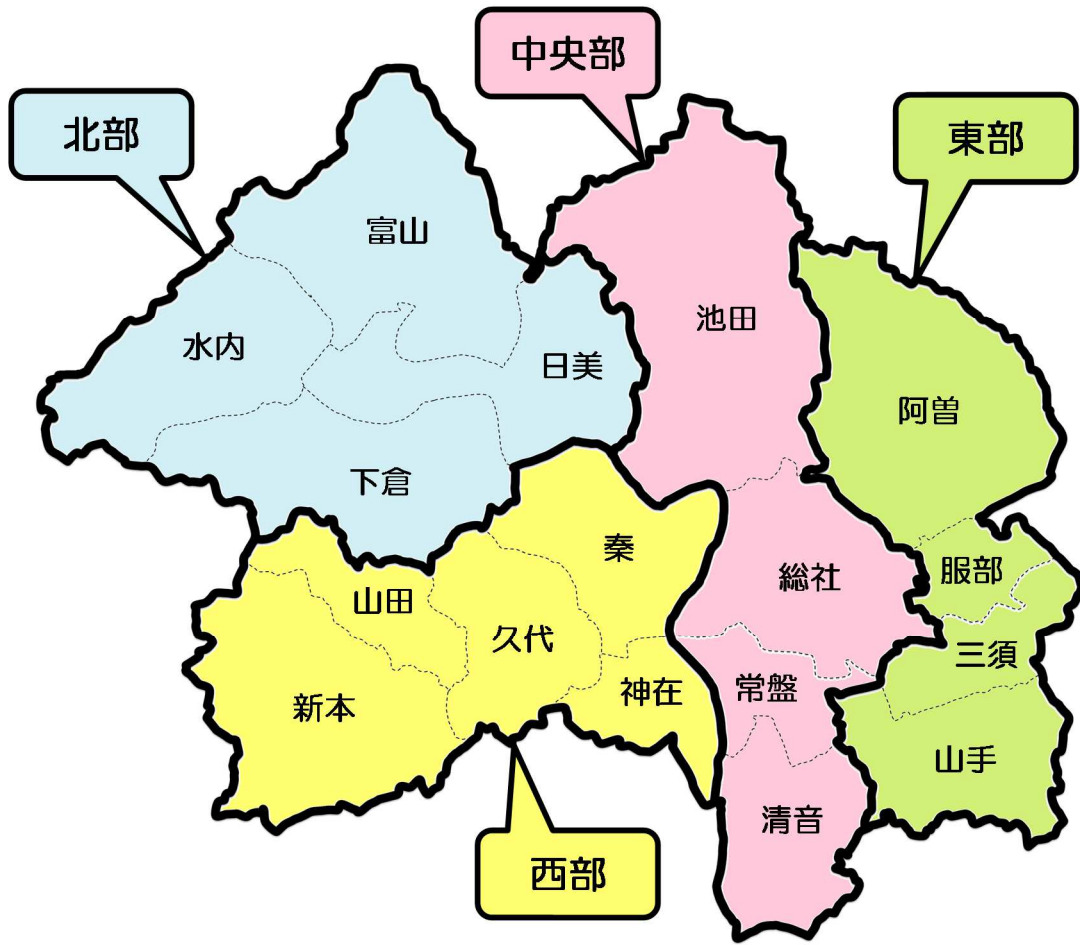 中央部
北部
東部
富山
池田
水内
日美
阿曽
下倉
秦
服部
総社
山田
久代
三須
神在
常盤
新本
山手
清音
西部